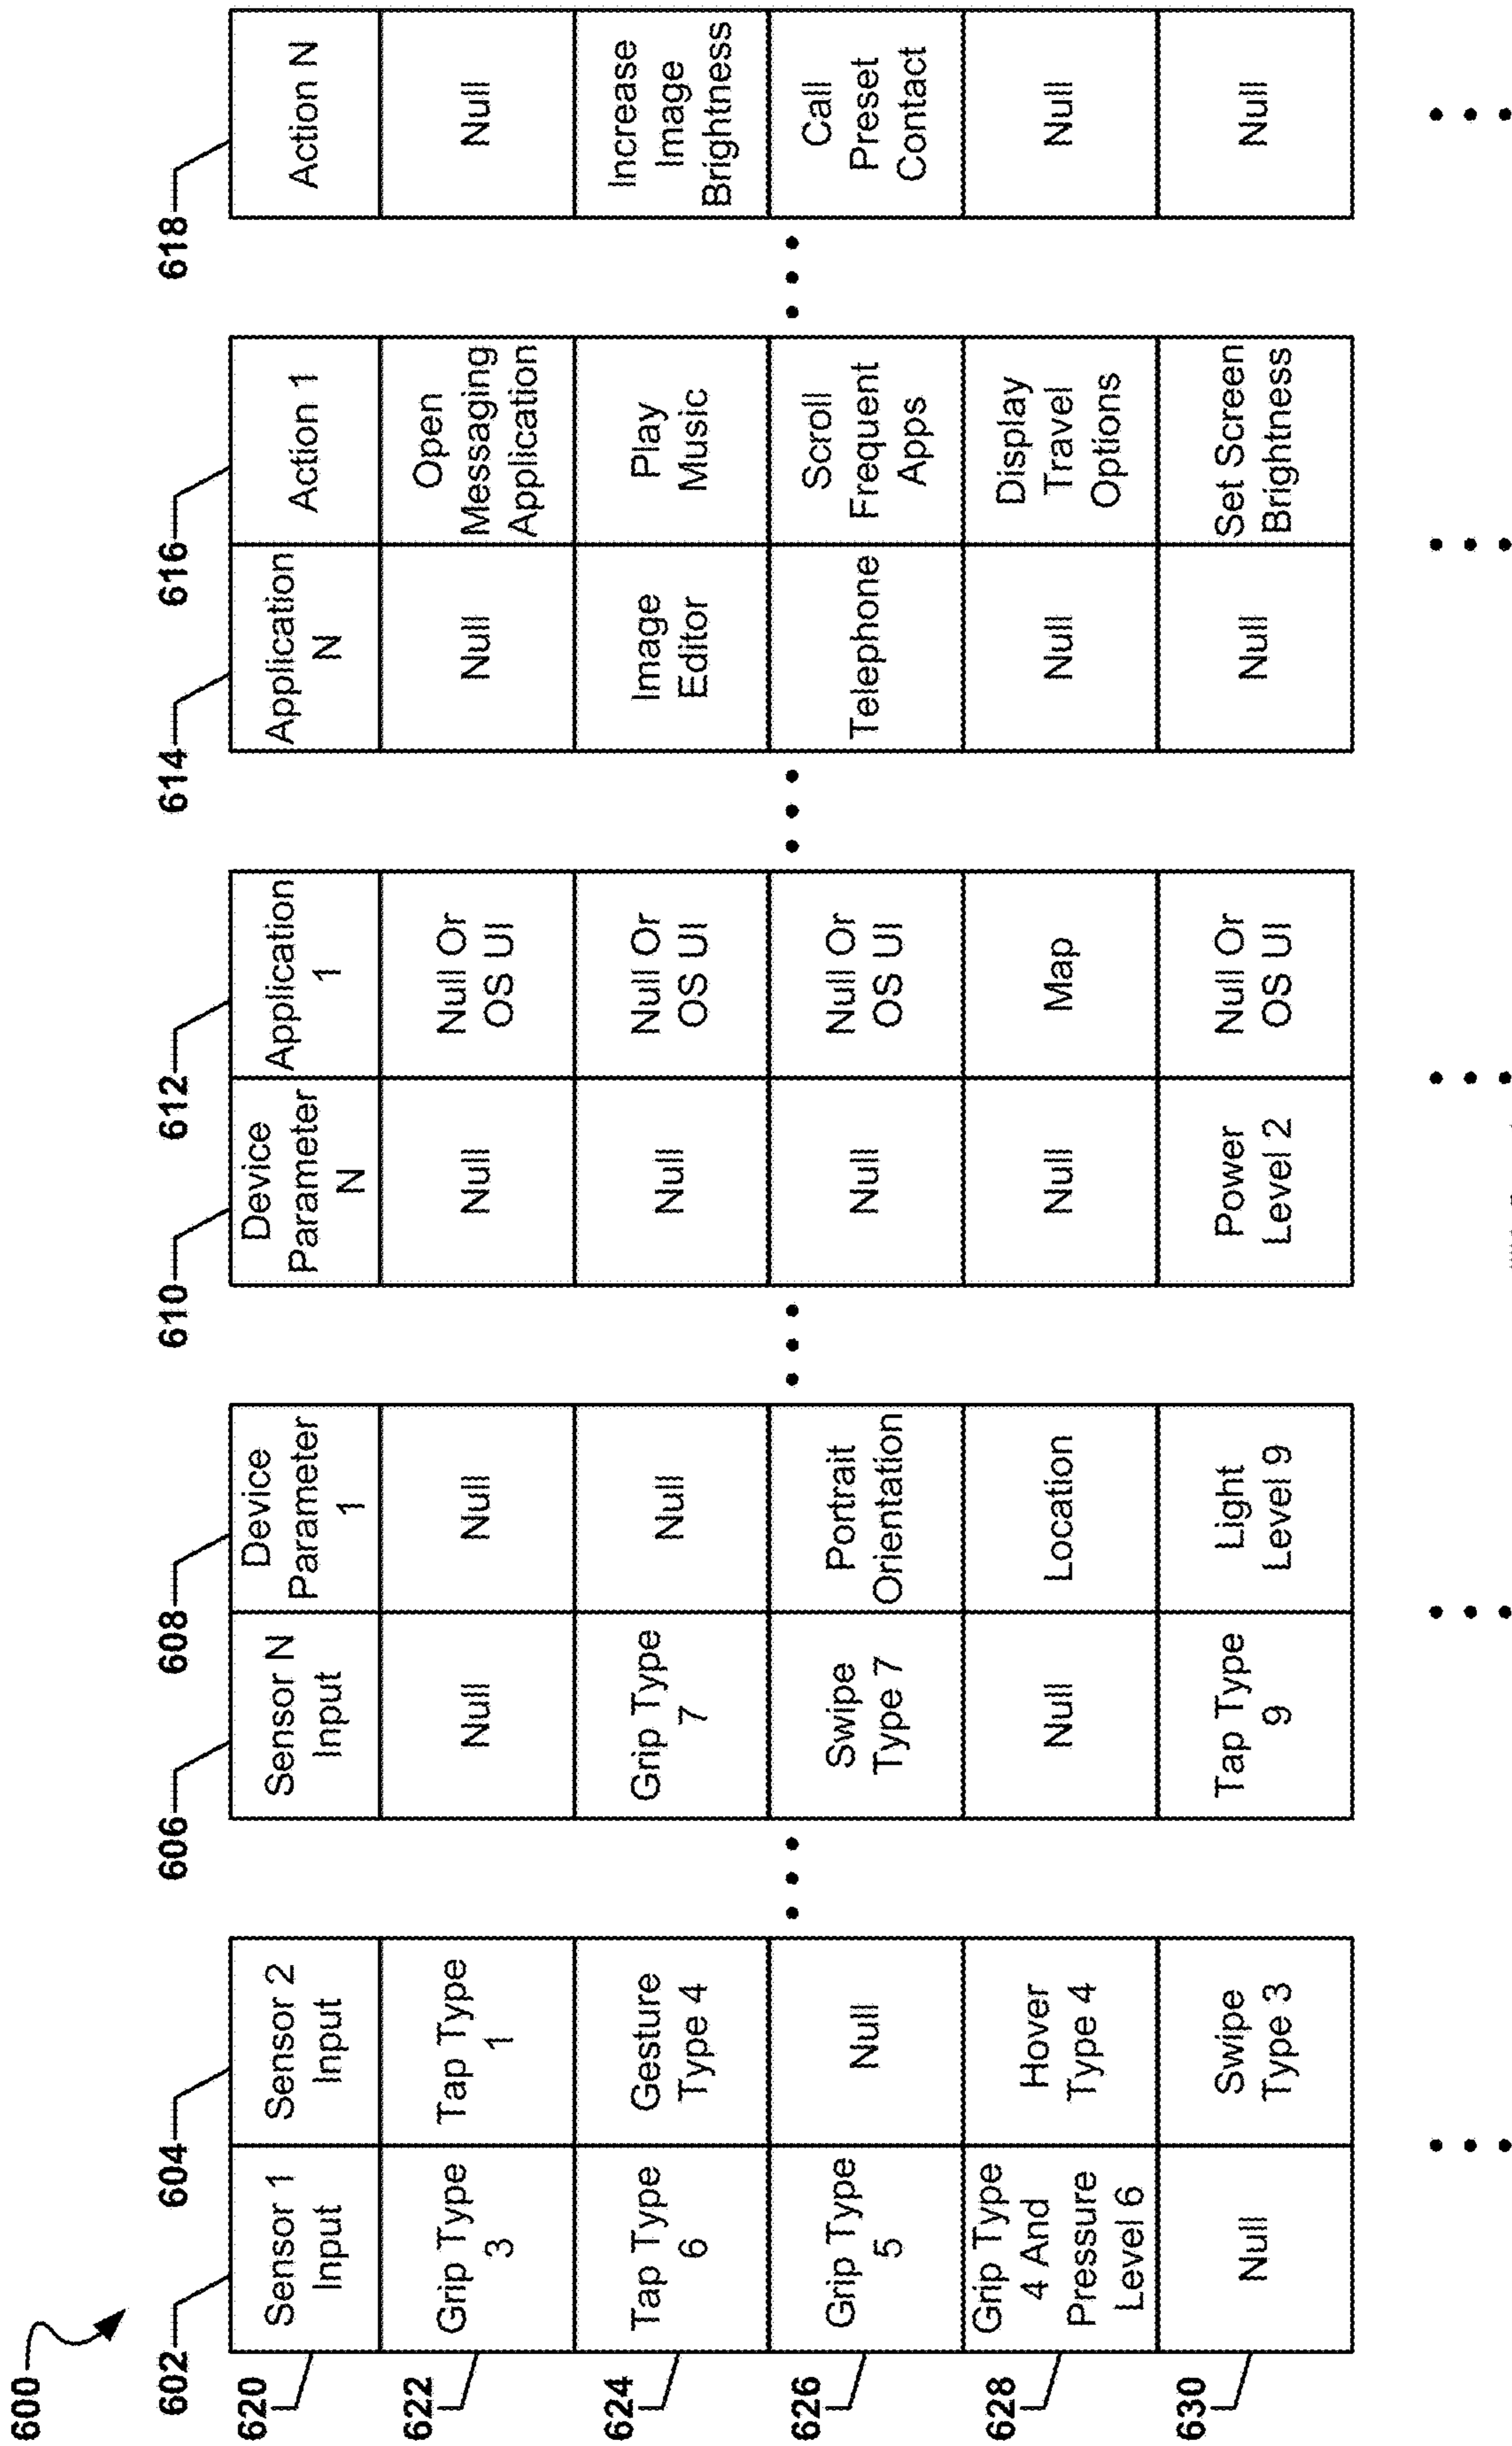 600
602
604
606
608
610
612
614
616
618
620
Sensor 1
Input
Sensor 2
Input
Sensor N
Input
Device
Parameter
1
Device
Parameter
N
Application
1
Application
N
Action 1
Action N
622
Grip Type
3
Tap Type
1
Null
Null
Null
Null Or
OS UI
Null
Open
Messaging
Application
Null
624
Tap Type
6
Gesture
Type 4
Grip Type
7
Null
Null
Null Or
OS UI
Image
Editor
Play
Music
Increase
Image
Brightness
626
Grip Type
5
Null
Swipe
Type 7
Portrait
Orientation
Null
Null Or
OS UI
Telephone
Scroll
Frequent
Apps
Call
Preset
Contact
628
Grip Type
4 And
Pressure
Level 6
Hover
Type 4
Null
Location
Null
Map
Null
Display
Travel
Options
Null
630
Null
Swipe
Type 3
Tap Type
9
Light
Level 9
Power
Level 2
Null Or
OS UI
Null
Set Screen
Brightness
Null